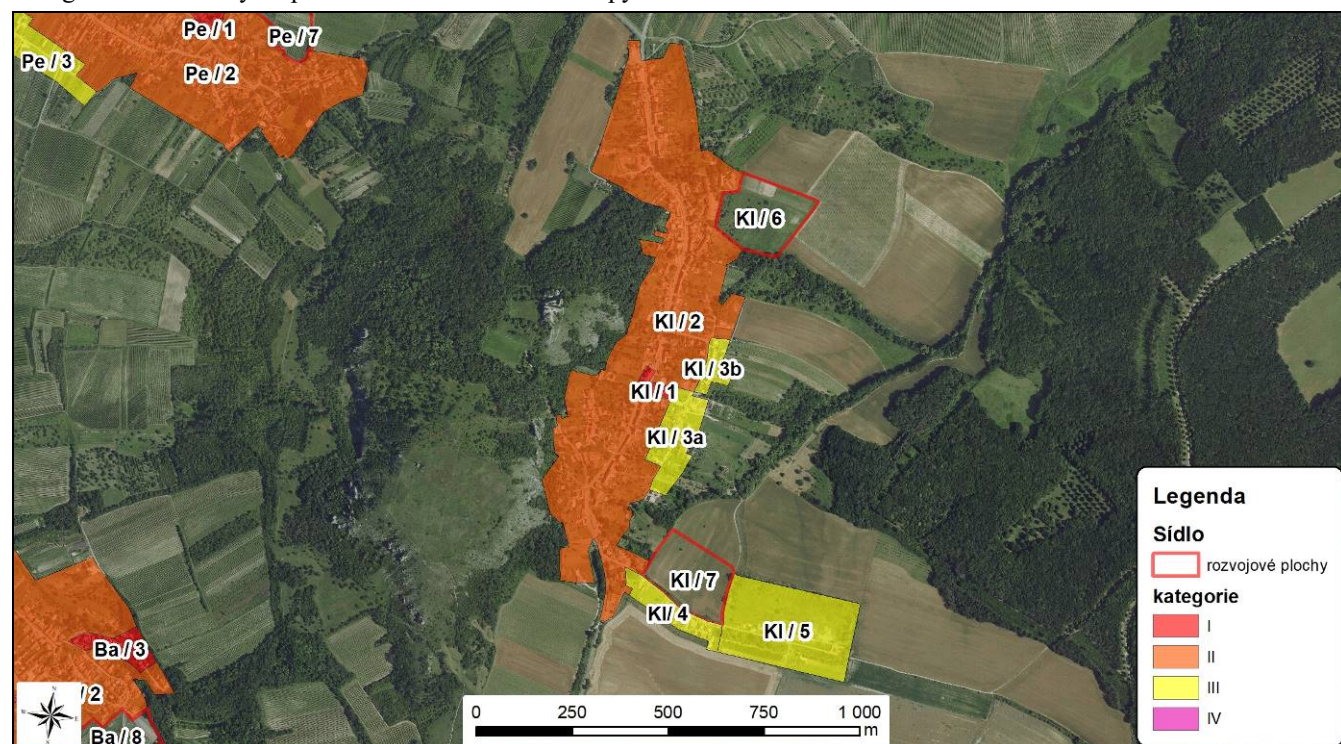 Pe / 1
Pe / 7
Pe / 3
Pe / 2
Kl / 6
Kl / 2
Kl / 3b
Kl / 1
Kl / 3a
Kl / 7
Kl / 4
Kl / 5
Ba / 3
/ 2
Ba / 8
0 250 500 750 1 000
m
Legenda
Sídlo
rozvojové plochy
kategorie
I
II
III
IV